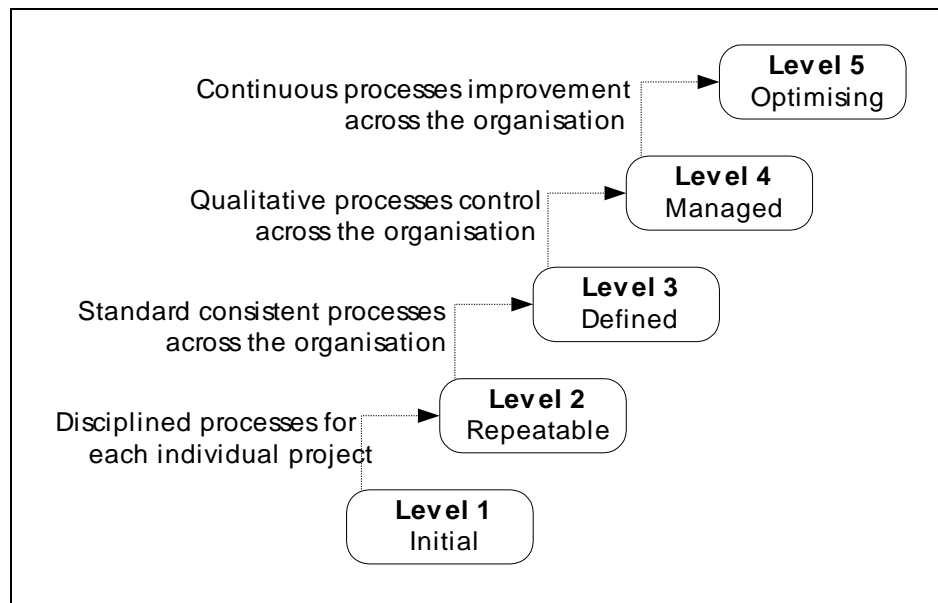 Level 5
Optimising
Continuous processes improvement
across the organisation
Level 4
Managed
Qualitative processes control
across the organisation
Level 3
Defined
Standard consistent processes
across the organisation
Level 2
Repeatable
Disciplined processes for
each individual project
Level 1
Initial